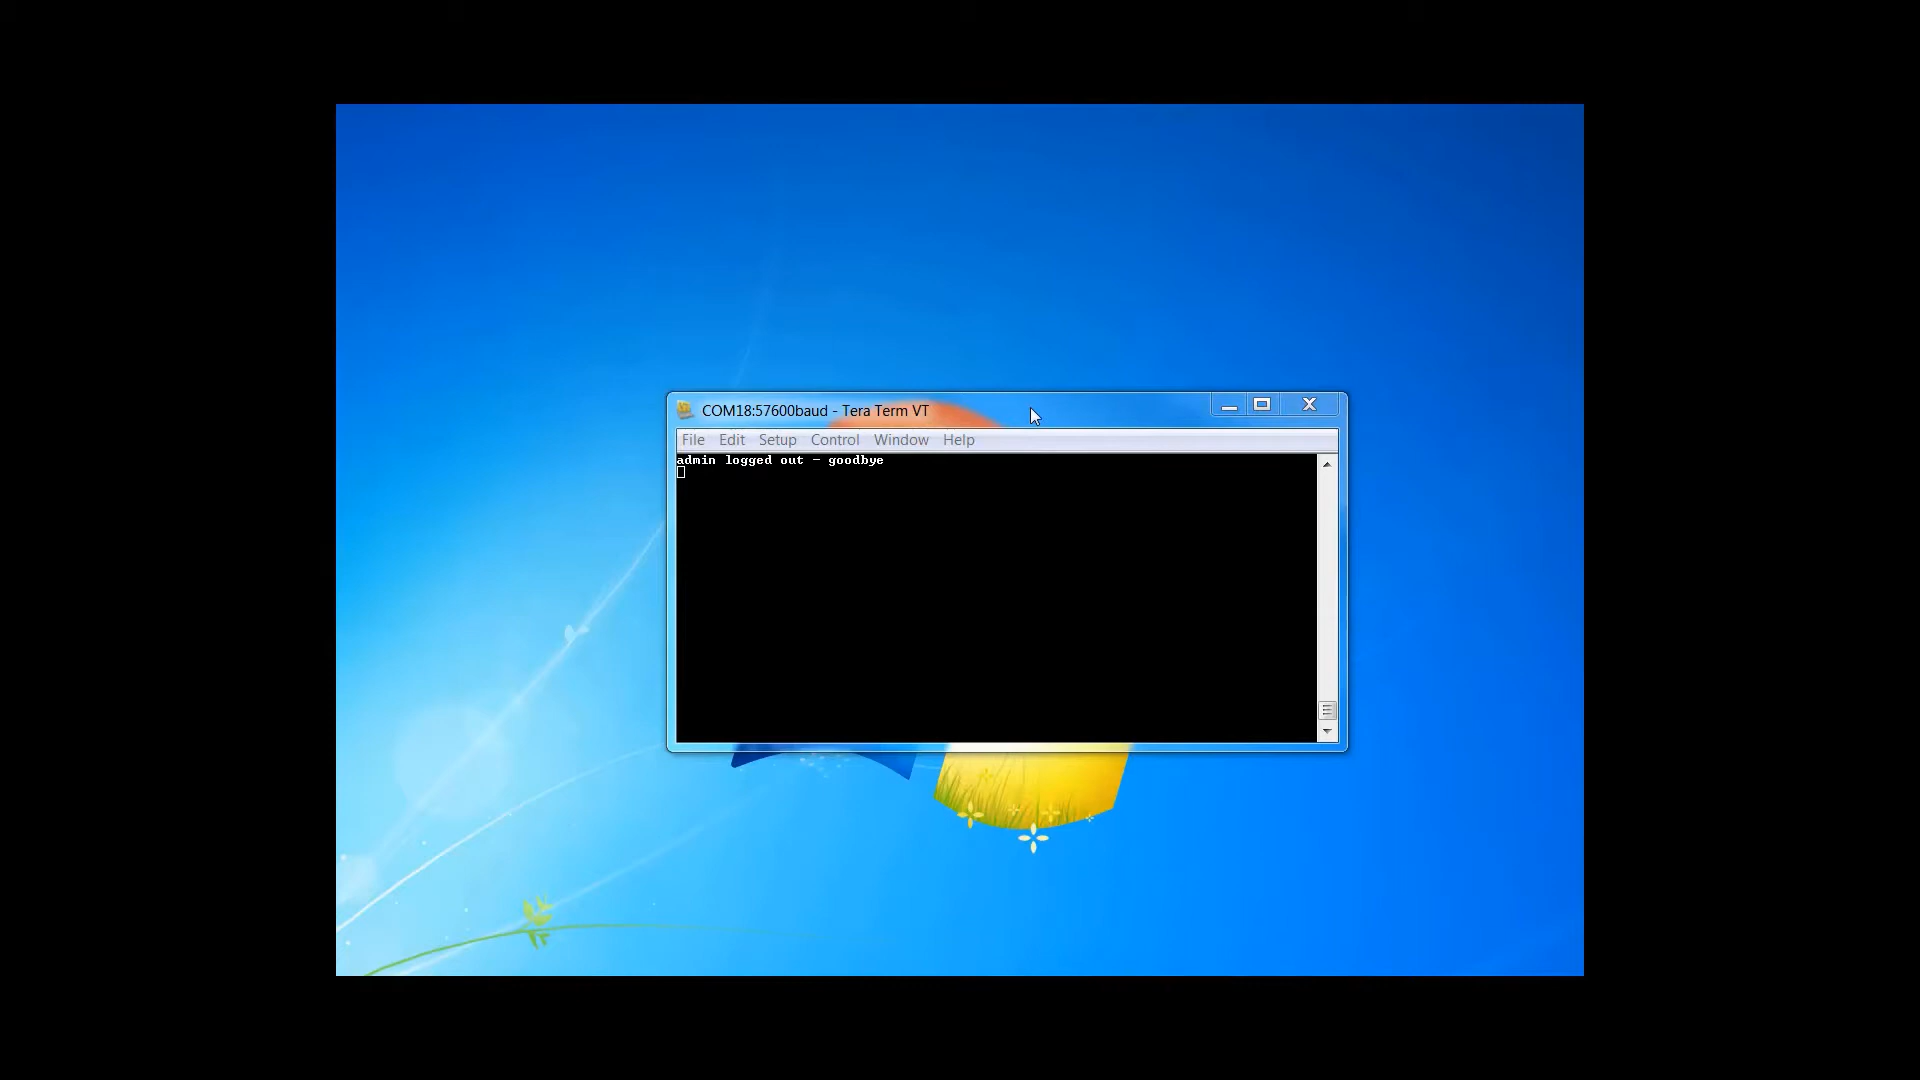 COM18:57600baud - Tera Term VT
File Edit Setup Control Window Help
admin logged out - goodbye